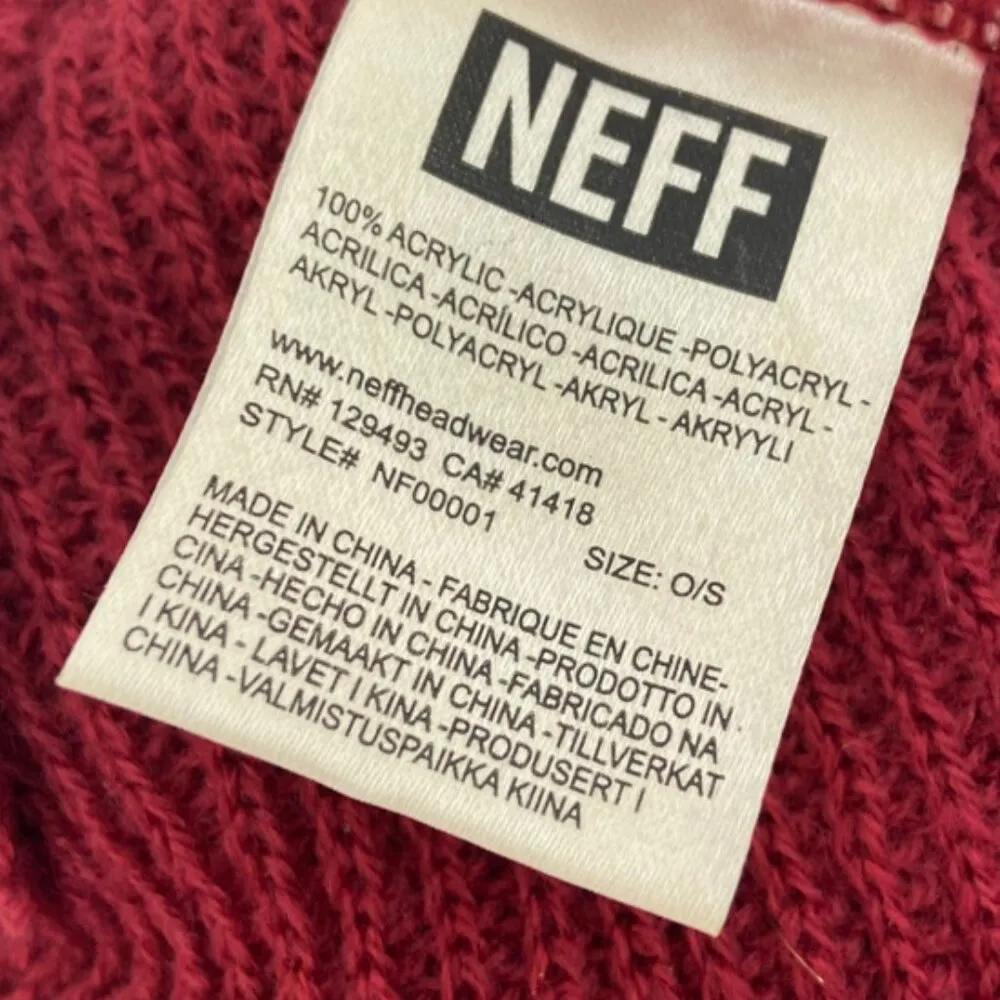 NEFF
100% ACRYLIC -ACRYLIQUE -POLYACRYL -
ACRILICA -ACRÍLICO -ACRILICA -ACRYL -
AKRYL -POLYACRYL -AKRYL - AKRYYLI
www.neffheadwear.com
RN# 129493 CA# 41418
STYLE# NF00001
SIZE: O/S
MADE IN CHINA - FABRIQUE EN CHINE-
HERGESTELLT IN CHINA -PRODOTTO IN
CINA -HECHO IN CHINA -FABRICADO NA
CHINA -GEMAAKT IN CHINA -TILLVERKAT
I KINA - LAVET I KINA -PRODUSERT I
CHINA -VALMISTUSPAIKKA KIINA